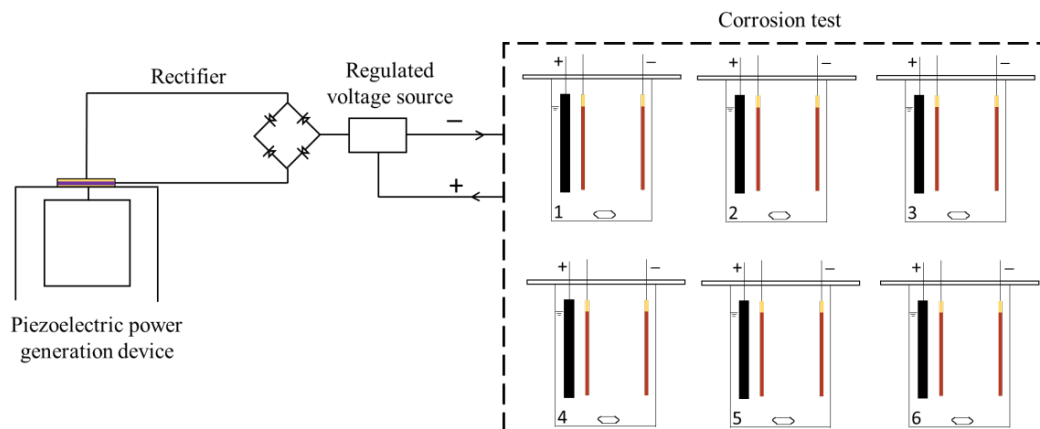 Corrosion test
Rectifier
Regulated
voltage source
Piezoelectric power
generation device
−
+
+ −
1
+ −
2
+ −
3
+ −
4
+ −
5
+ −
6